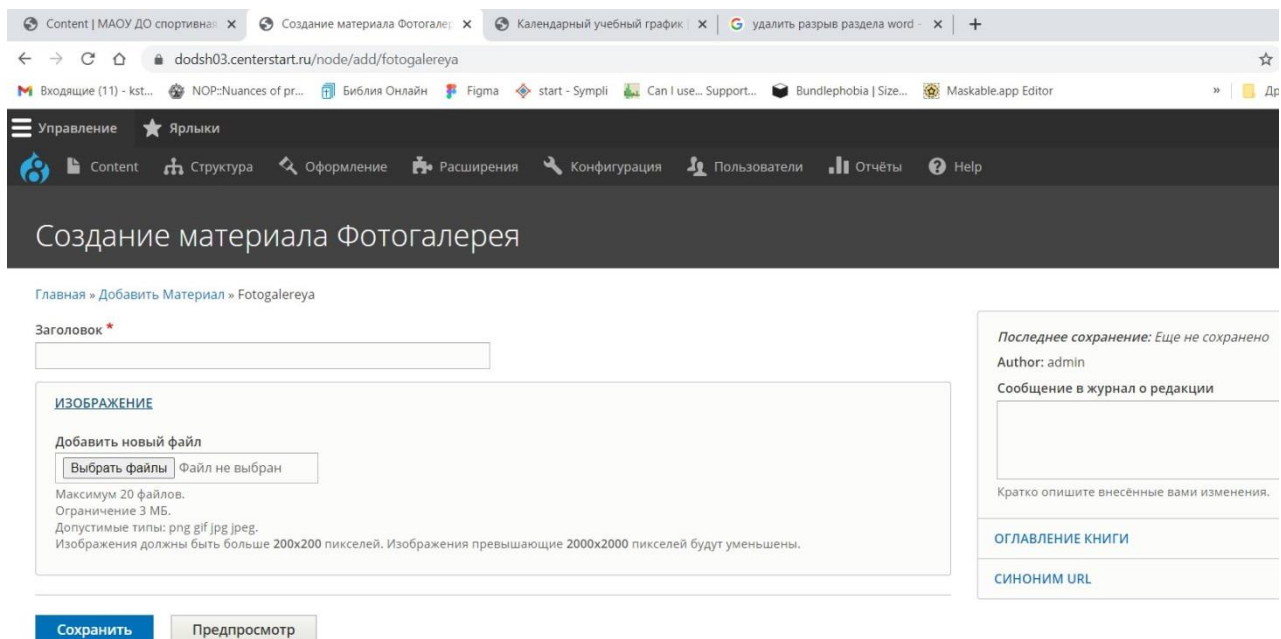 Content | МАОУ ДО спортивная
Создание материала Фотогалер
Календарный учебный график |
удалить разрыв раздела word -
dodsh03.centerstart.ru/node/add/fotogalereya
Входящие (11) - kst...
NOP::Nuances of pr...
Библия Онлайн
Figma
start - Sympli
Can I use... Support...
Bundlephobia | Size...
Maskable.app Editor
»
Др
Управление
Ярлыки
Content
Структура
Оформление
Расширения
Конфигурация
Пользователи
Отчёты
Help
Создание материала Фотогалерея
Главная » Добавить Материал » Fotogalereya
Заголовок *
ИЗОБРАЖЕНИЕ
Добавить новый файл
Выбрать файлы Файл не выбран
Максимум 20 файлов.
Ограничение 3 МБ.
Допустимые типы: png gif jpg jpeg.
Изображения должны быть больше 200x200 пикселей. Изображения превышающие 2000x2000 пикселей будут уменьшены.
Сохранить
Предпросмотр
Последнее сохранение: Еще не сохранено
Author: admin
Сообщение в журнал о редакции
Кратко опишите внесённые вами изменения.
ОГЛАВЛЕНИЕ КНИГИ
СИНОНИМ URL